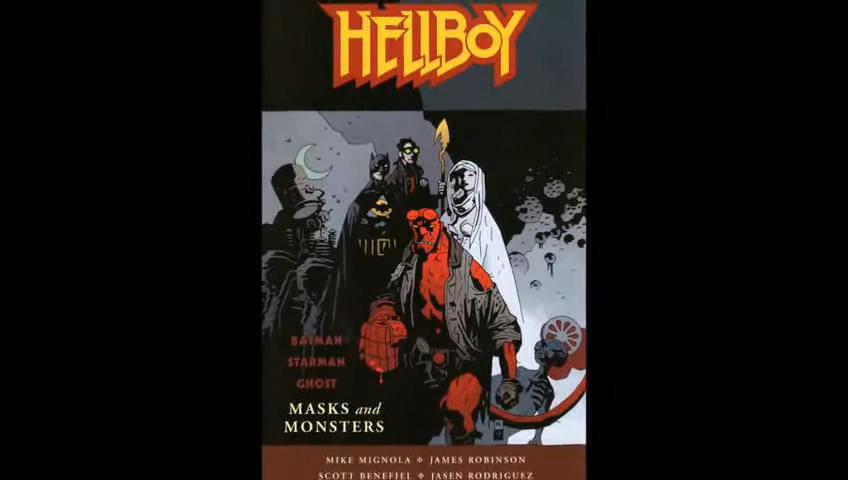 HELLBOY
BATMAN
STARMAN
GHOST
MASKS and
MONSTERS
MIKE MIGNOLA ✢ JAMES ROBINSON
SCOTT BENEFIEL ✢ JASEN RODRIGUEZ